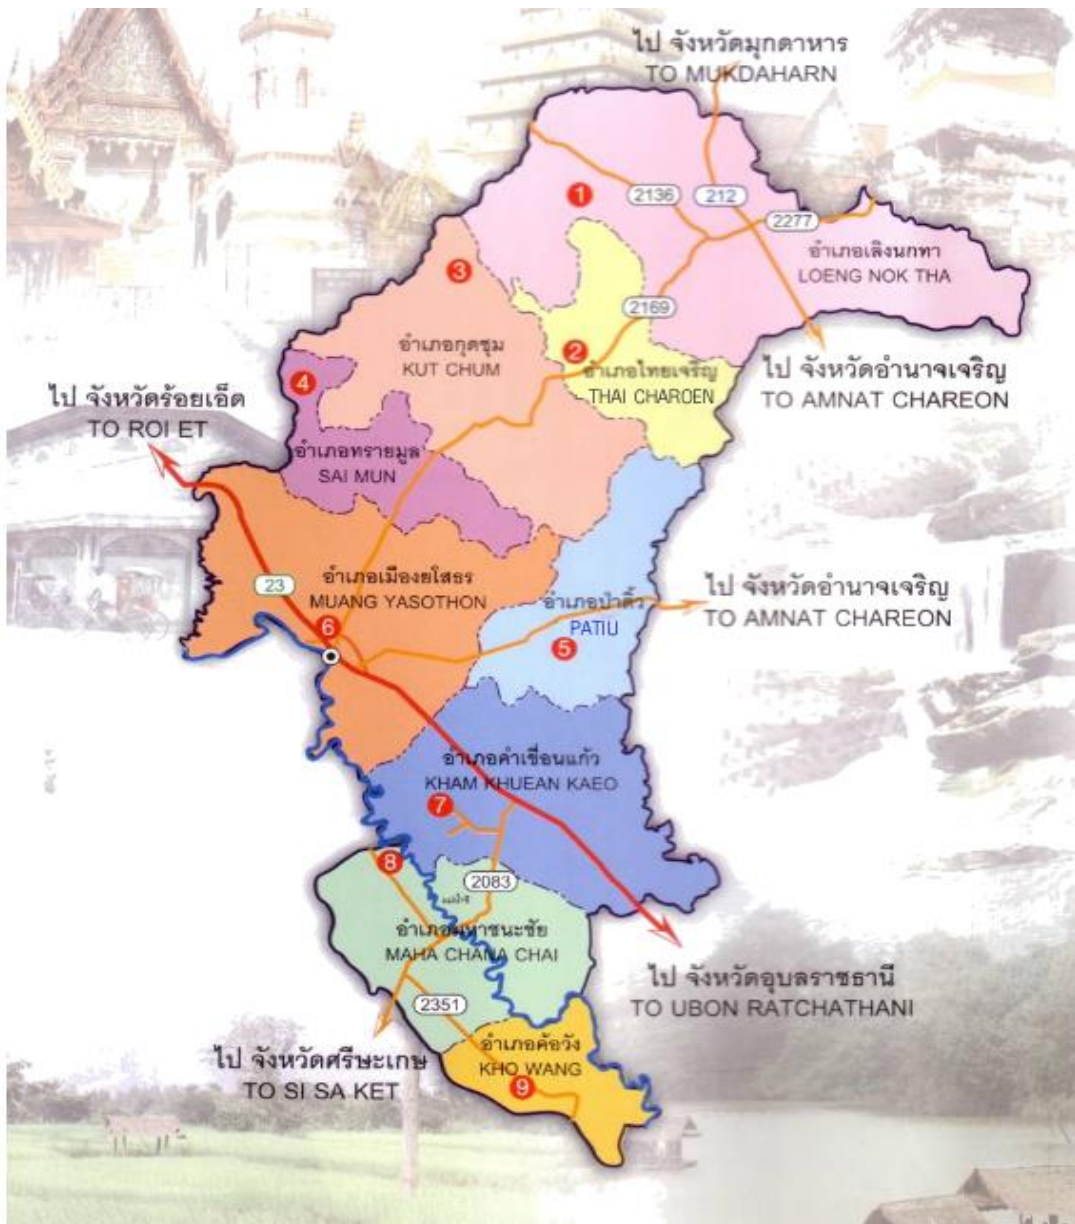 ไป จังหวัดมุกดาหาร
TO MUKDAHARN
1
2136
212
2277
อำเภอเลิงนกทา
LOENG NOK THA
3
2169
อำเภอกุดชุม
KUT CHUM
2
อำเภอไทยเจริญ
THAI CHAROEN
ไป จังหวัดอำนาจเจริญ
TO AMNAT CHAREON
4
ไป จังหวัดร้อยเอ็ด
TO ROI ET
อำเภอทรายมูล
SAI MUN
23
อำเภอเมืองยโสธร
MUANG YASOTHON
6
อำเภอป่าติ้ว
PATIU
5
ไป จังหวัดอำนาจเจริญ
TO AMNAT CHAREON
อำเภอคำเขื่อนแก้ว
KHAM KHUEAN KAEO
7
8
2083
อำเภอมหาชนะชัย
MAHA CHANA CHAI
2351
ไป จังหวัดอุบลราชธานี
TO UBON RATCHATHANI
อำเภอค้อวัง
KHO WANG
9
ไป จังหวัดศรีษะเกษ
TO SI SA KET